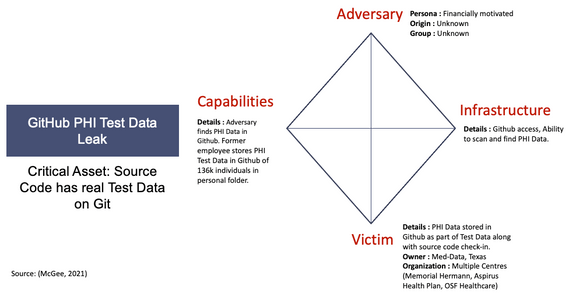 Adversary
Persona : Financially motivated
Origin : Unknown
Group : Unknown
Capabilities
Details : Adversary
finds PHI Data in
Github. Former
employee stores PHI
Test Data in Github of
136k individuals in
personal folder.
Infrastructure
Details : Github access, Ability
to scan and find PHI Data.
GitHub PHI Test Data
Leak
Critical Asset: Source
Code has real Test Data
on Git
Victim
Details : PHI Data stored in
Github as part of Test Data along
with source code check-in.
Owner : Med-Data, Texas
Organization : Multiple Centres
(Memorial Hermann, Aspirus
Health Plan, OSF Healthcare)
Source: (McGee, 2021)